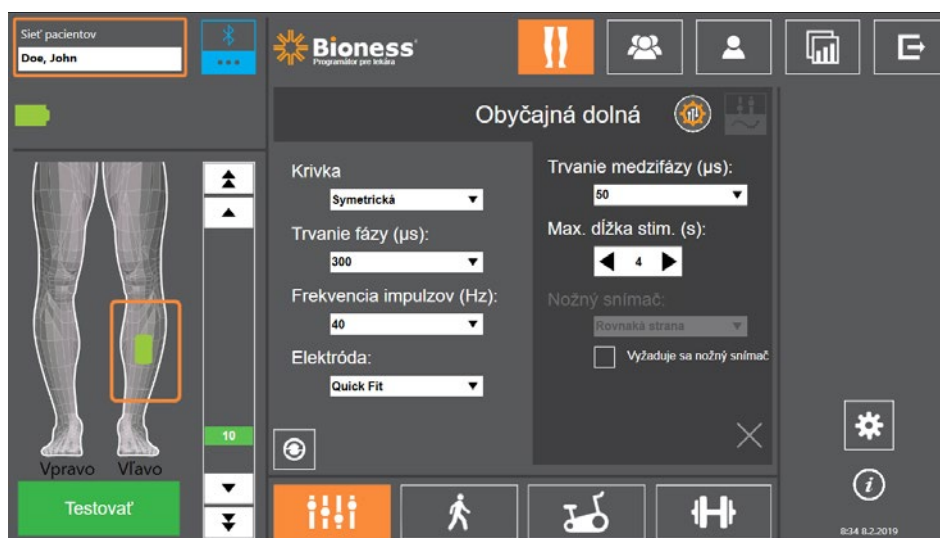 Sieť pacientov
Doe, John
Bioness
Programátor pre lekára
Obyčajná dolná
Krivka
Symetrická
Trvanie fázy (µs):
300
Frekvencia impulzov (Hz):
40
Elektróda:
Quick Fit
Trvanie medzifázy (µs):
50
Max. dĺžka stim. (s):
4
Nožný snímač:
Rovnaká strana
Vyžaduje sa nožný snímač
10
Vpravo Vľavo
Testovať
i
8:34 8.2.2019